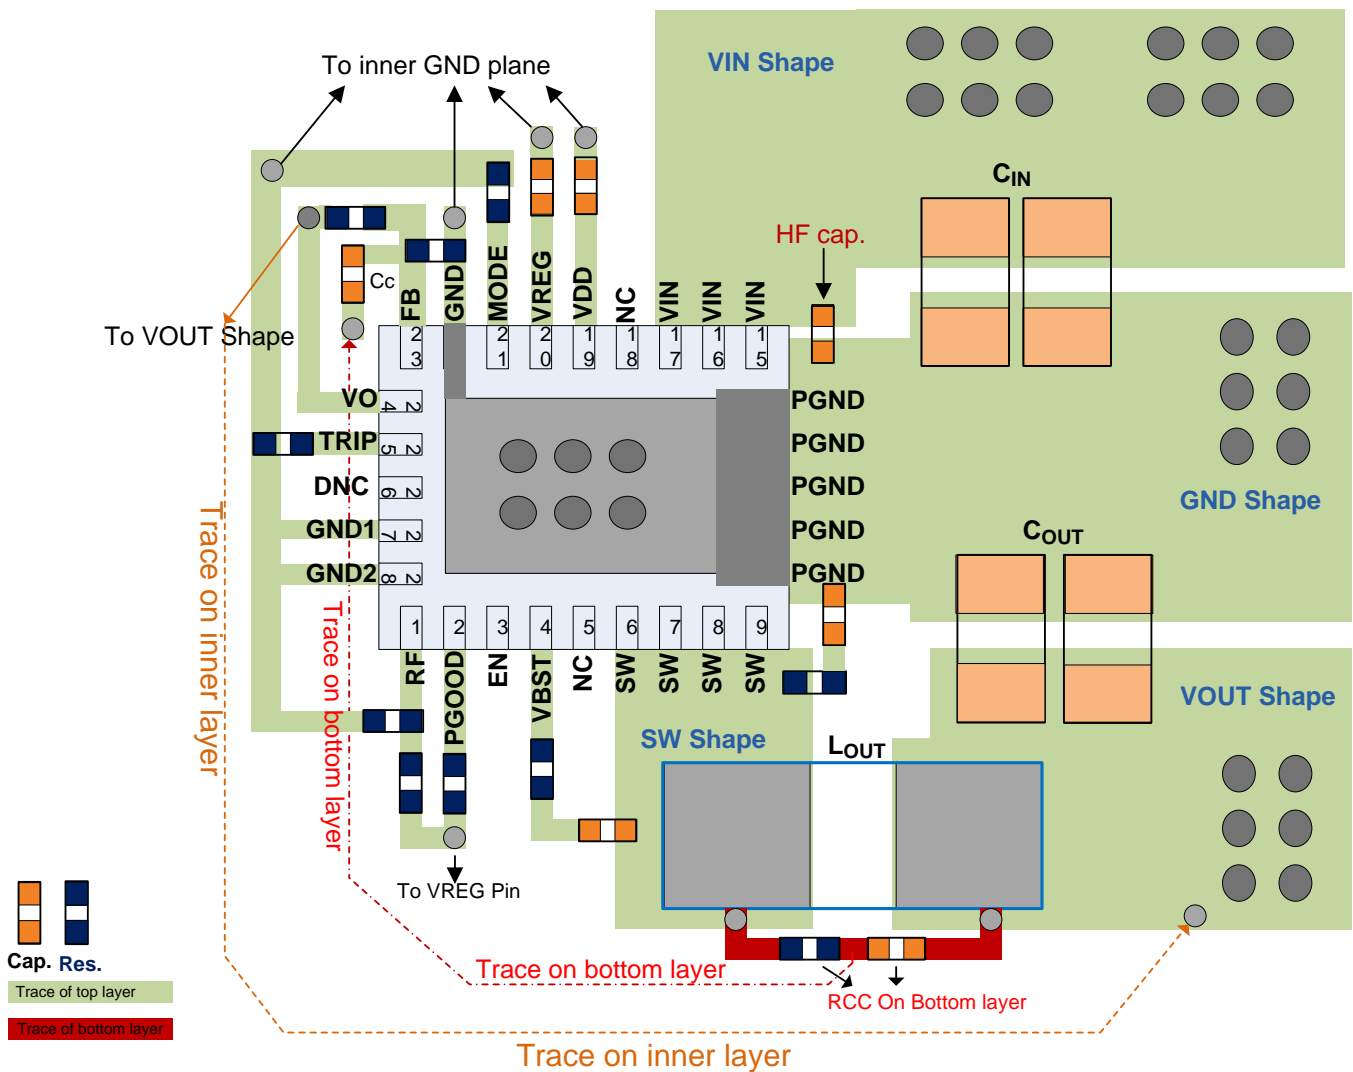 To inner GND plane
VIN Shape
CIN
HF cap.
Cc
FB
GND
MODE
VREG
VDD
NC
VIN
VIN
VIN
To VOUT Shape
23
21
20
19
18
17
16
15
VO
24
TRIP
25
DNC
26
GND1
27
GND2
28
PGND
PGND
PGND
PGND
PGND
GND Shape
COUT
1
2
3
4
5
6
7
8
9
RF
PGOOD
EN
VBST
NC
SW
SW
SW
SW
Trace on inner layer
Trace on bottom layer
SW Shape
LOUT
VOUT Shape
To VREG Pin
Cap.
Res.
Trace of top layer
Trace of bottom layer
Trace on bottom layer
RCC On Bottom layer
Trace on inner layer